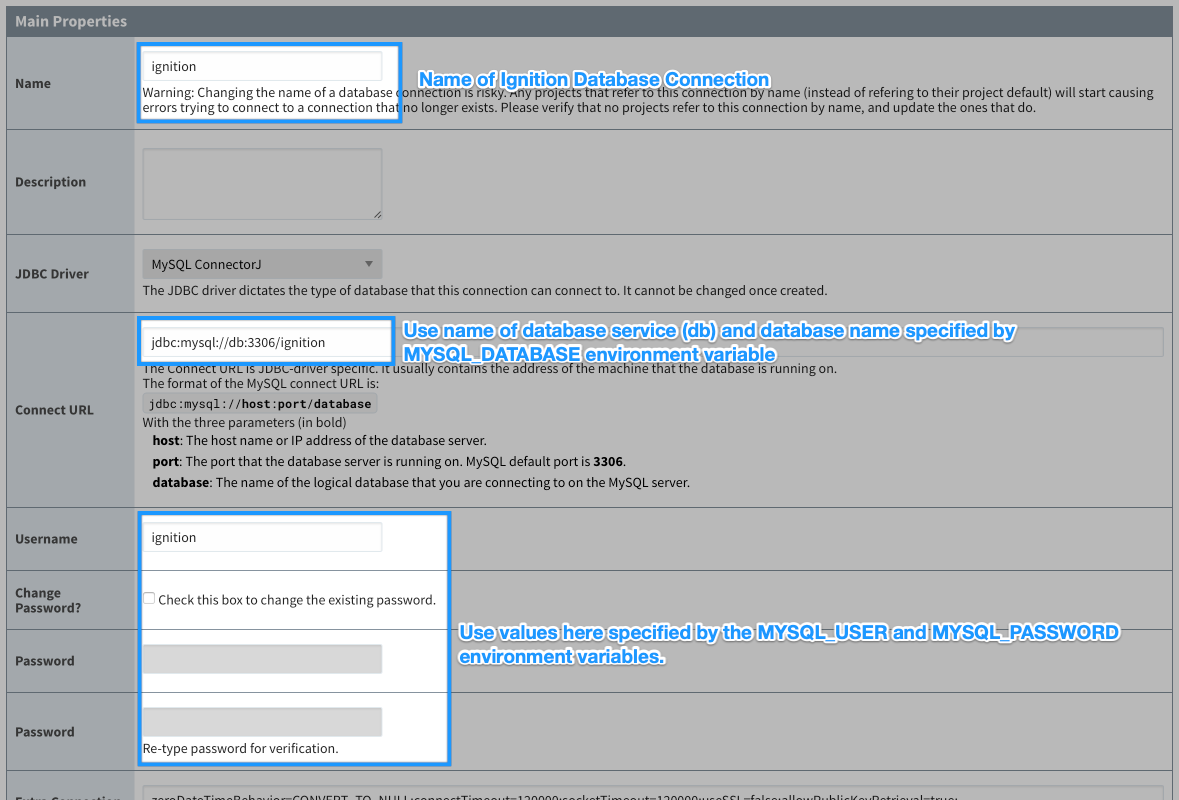 Main Properties
Name
ignition
Name of Ignition Database Connection
Warning: Changing the name of a database connection is risky. Any projects that refer to this connection by name (instead of refering to their project default) will start causing
errors trying to connect to a connection that no longer exists. Please verify that no projects refer to this connection by name, and update the ones that do.
Description
JDBC Driver
MySQL ConnectorJ
The JDBC driver dictates the type of database that this connection can connect to. It cannot be changed once created.
Connect URL
jdbc:mysql://db:3306/ignition
Use name of database service (db) and database name specified by
MYSQL_DATABASE environment variable
The Connect URL is JDBC-driver specific. It usually contains the address of the machine that the database is running on.
The format of the MySQL connect URL is:
jdbc:mysql://host:port/database
With the three parameters (in bold)
host: The host name or IP address of the database server.
port: The port that the database server is running on. MySQL default port is 3306.
database: The name of the logical database that you are connecting to on the MySQL server.
Username
ignition
Change
Password?
Check this box to change the existing password.
Use values here specified by the MYSQL_USER and MYSQL_PASSWORD
environment variables.
Password
Password
Re-type password for verification.
Extra Connection
zeroDateTimeBehavior=CONVERT_TO_NULL;connectTimeout=120000;socketTimeout=120000;useSSL=false;allowPublicKeyRetrieval=true;